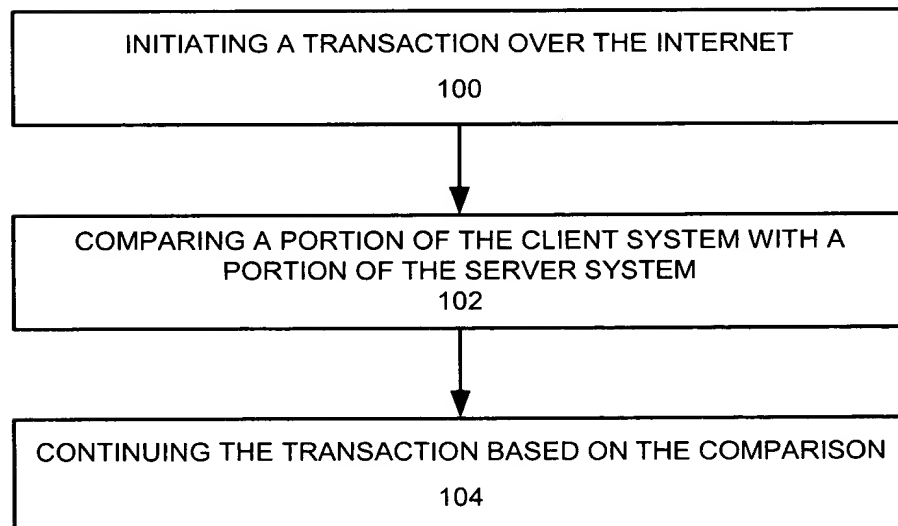 INITIATING A TRANSACTION OVER THE INTERNET
100
COMPARING A PORTION OF THE CLIENT SYSTEM WITH A
PORTION OF THE SERVER SYSTEM
102
CONTINUING THE TRANSACTION BASED ON THE COMPARISON
104